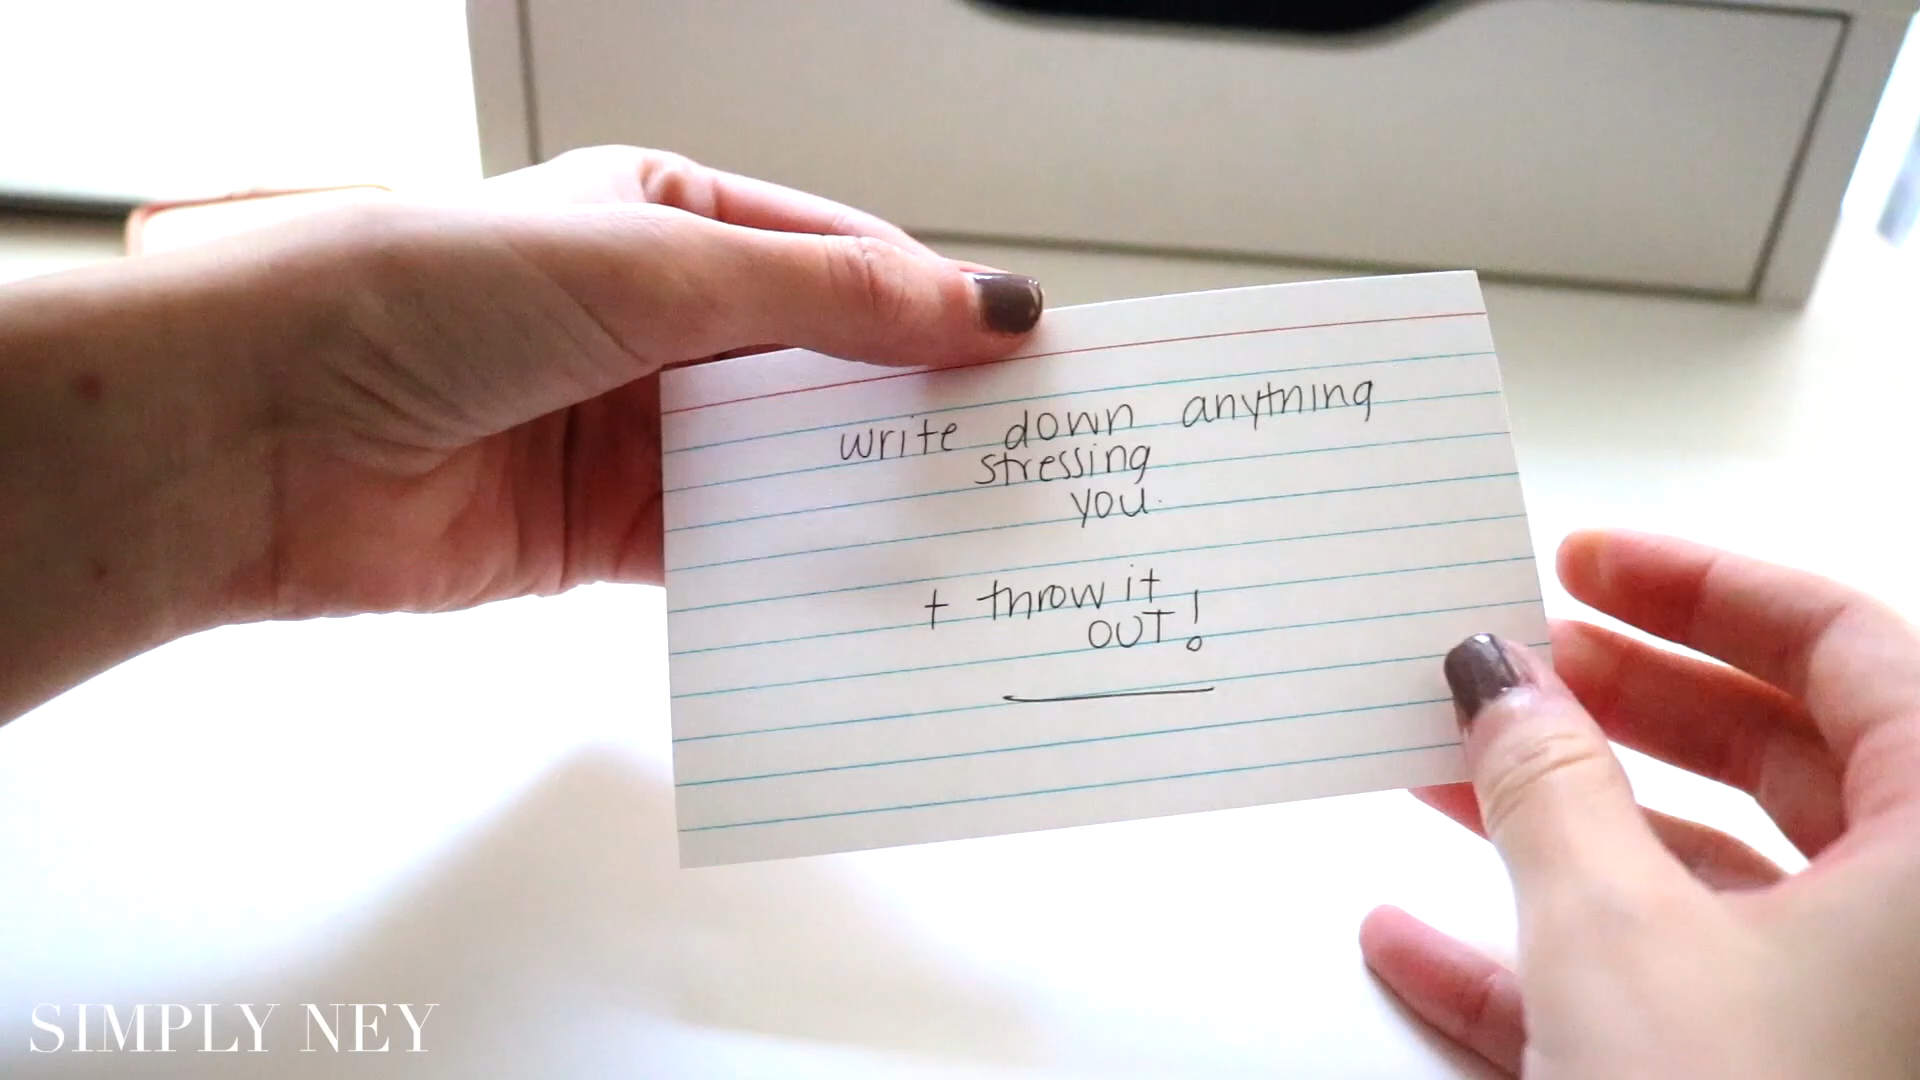 write down anything
stressing
you.
+ throw it
OUT!
SIMPLY NEY